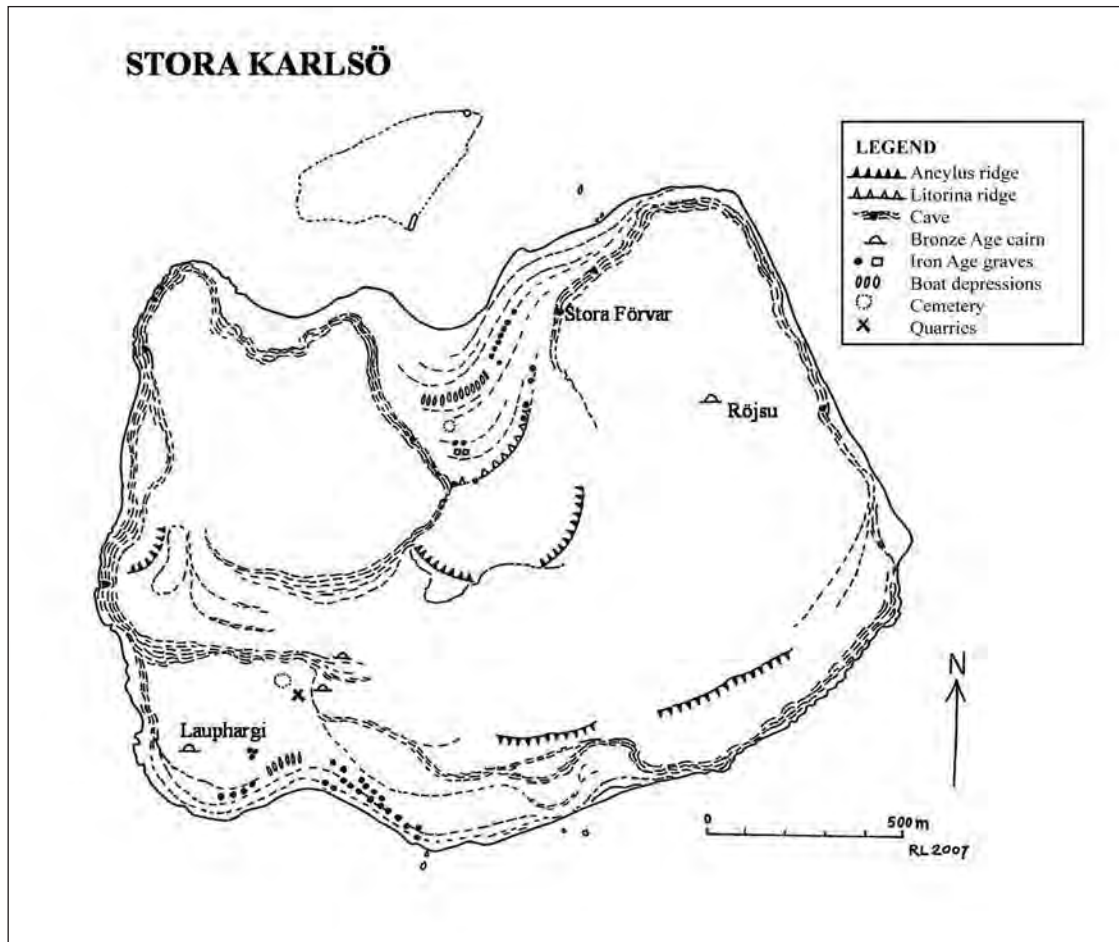 STORA KARLSÖ
LEGEND
Ancylus ridge
Litorina ridge
Cave
Bronze Age cairn
Iron Age graves
Boat depressions
Cemetery
Quarries
Stora Förvar
Röjsu
Lauphargi
N
0 500 m
RL 2007